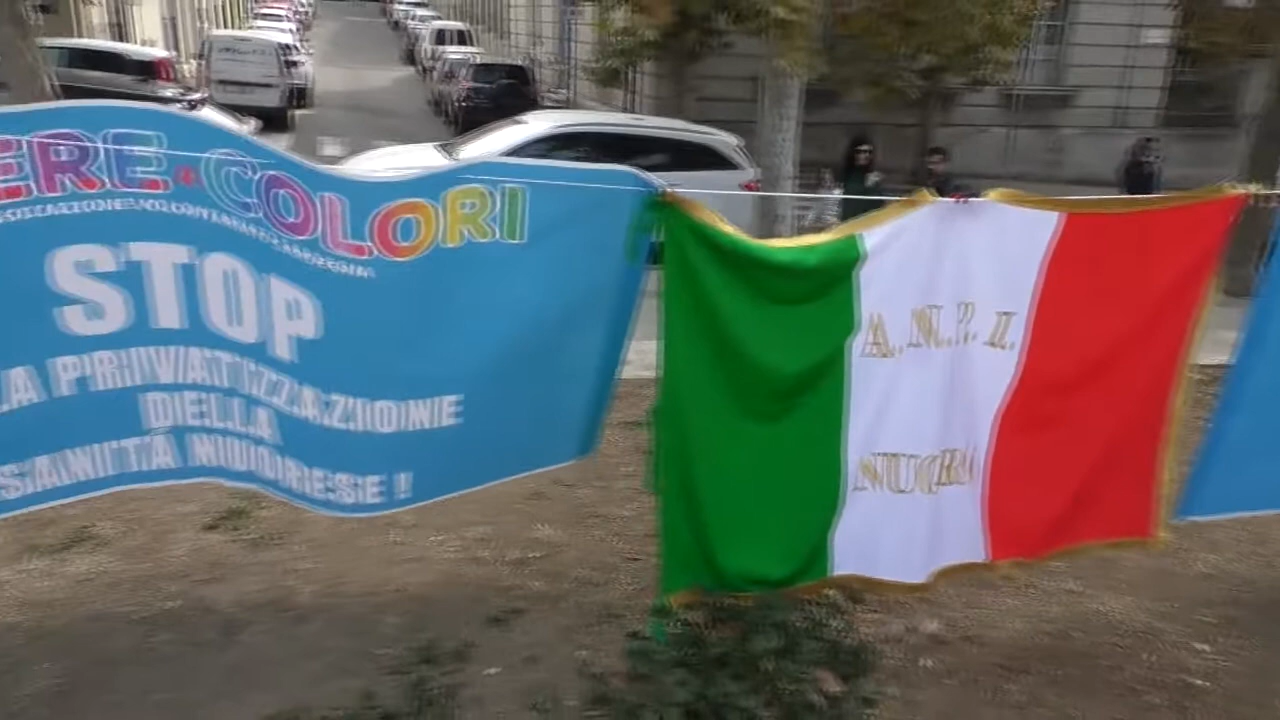 ERE COLORI
STOP
LA PRIVATIZZAZIONE
DELLA
SANITÀ NUORESE !
A.N.P.I.
NUORO